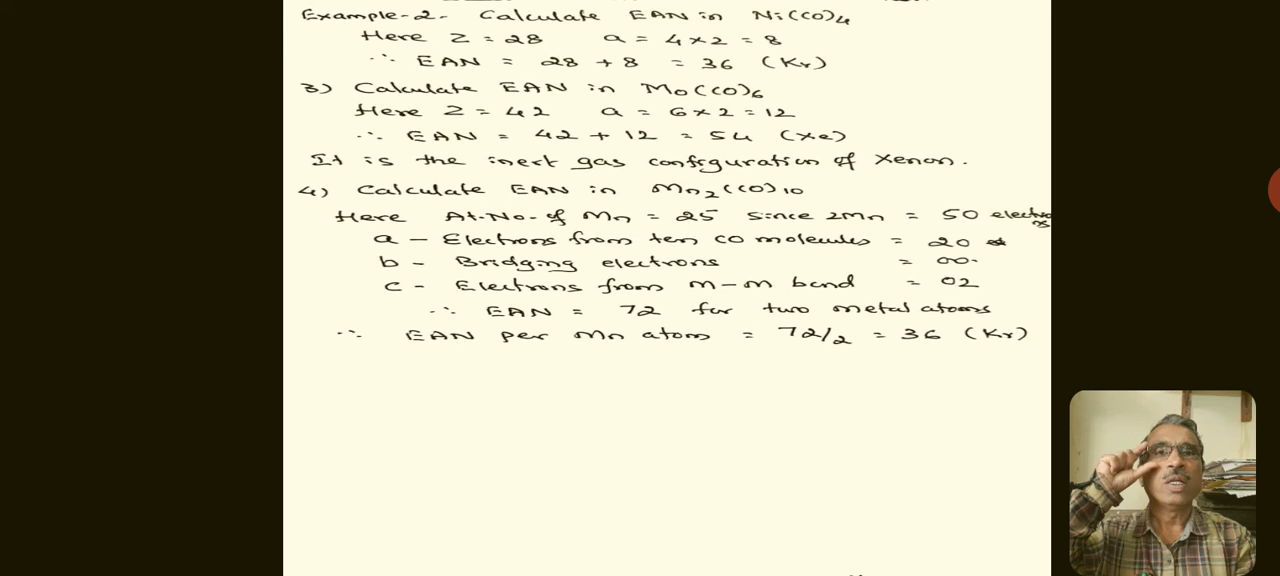 Example-2- Calculate EAN in Ni(CO)4
Here Z = 28 a = 4×2 = 8
∴ EAN = 28 + 8 = 36 (Kr)
3) Calculate EAN in Mo(CO)6
Here Z = 42 a = 6×2 = 12
∴ EAN = 42 + 12 = 54 (Xe)
It is the inert gas configuration of Xenon.
4) Calculate EAN in Mn2(CO)10
Here At.No. of Mn = 25 since 2Mn = 50 electrons
a - Electrons from ten CO molecules = 20
b - Bridging electrons = 00.
c - Electrons from M-M bond = 02
∴ EAN = 72 for two metal atoms
∴ EAN per Mn atom = 72/2 = 36 (Kr)